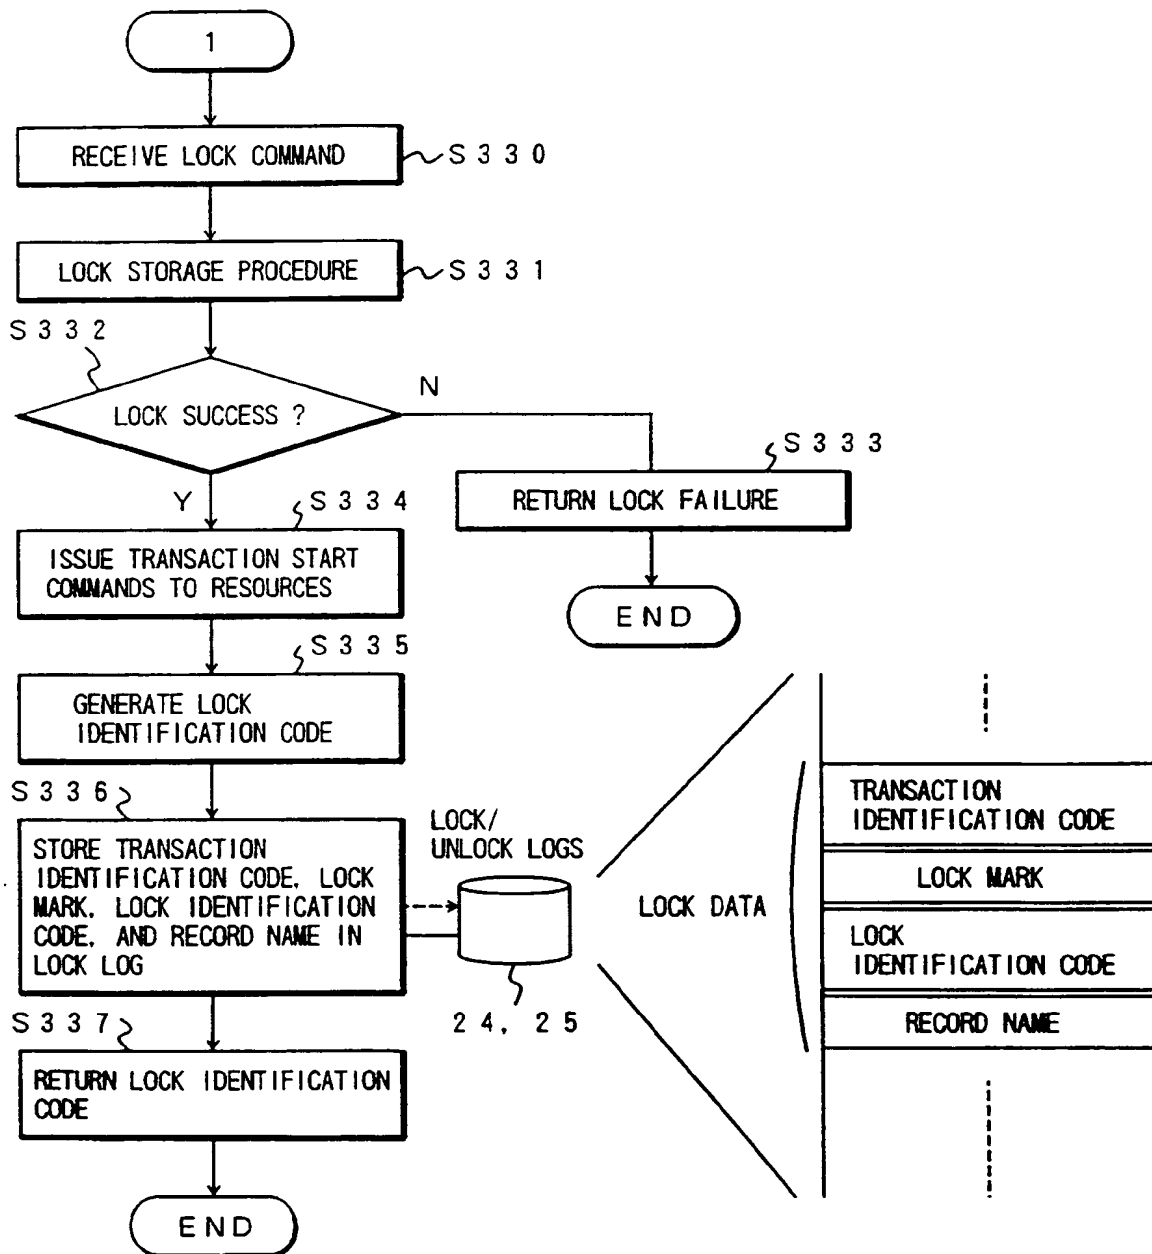 1
RECEIVE LOCK COMMAND
S330
LOCK STORAGE PROCEDURE
S331
S332
LOCK SUCCESS ?
N
Y
S333
RETURN LOCK FAILURE
END
S334
ISSUE TRANSACTION START
COMMANDS TO RESOURCES
S335
GENERATE LOCK
IDENTIFICATION CODE
S336
STORE TRANSACTION
IDENTIFICATION CODE, LOCK
MARK, LOCK IDENTIFICATION
CODE, AND RECORD NAME IN
LOCK LOG
LOCK/
UNLOCK LOGS
24, 25
LOCK DATA
TRANSACTION
IDENTIFICATION CODE
LOCK MARK
LOCK
IDENTIFICATION CODE
RECORD NAME
S337
RETURN LOCK IDENTIFICATION
CODE
END